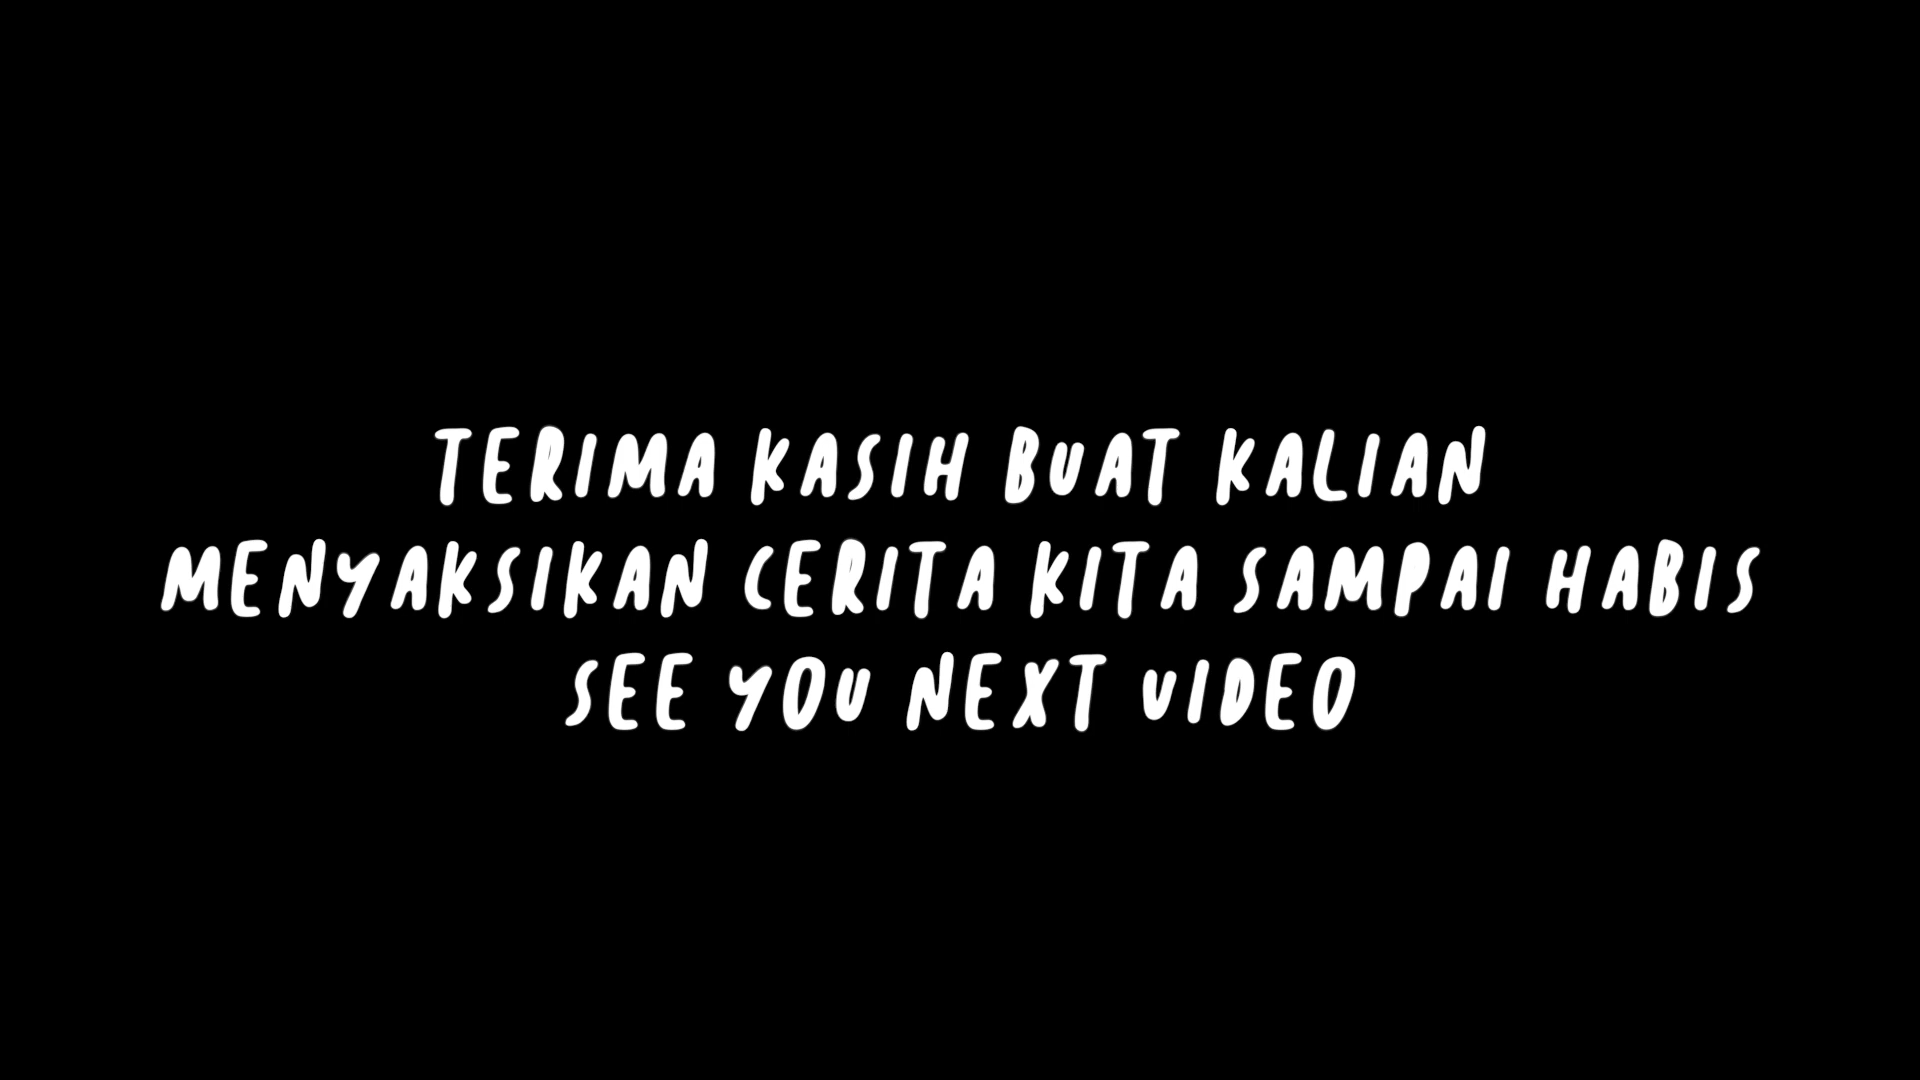 TERIMA KASIH BUAT KALIAN
MENYAKSIKAN CERITA KITA SAMPAI HABIS
SEE YOU NEXT VIDEO